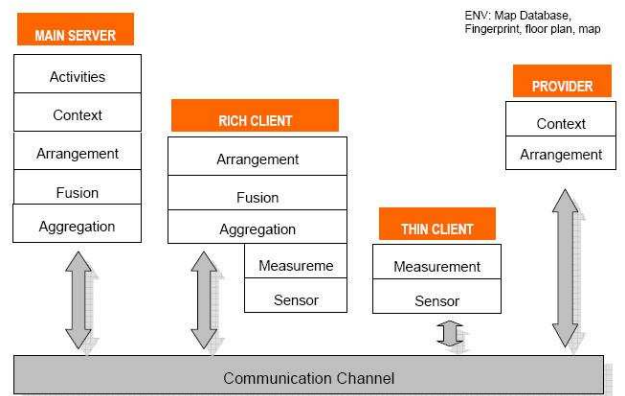 ENV: Map Database,
Fingerprint, floor plan, map
MAIN SERVER
Activities
Context
Arrangement
Fusion
Aggregation
RICH CLIENT
Arrangement
Fusion
Aggregation
Measureme
Sensor
THIN CLIENT
Measurement
Sensor
PROVIDER
Context
Arrangement
Communication Channel